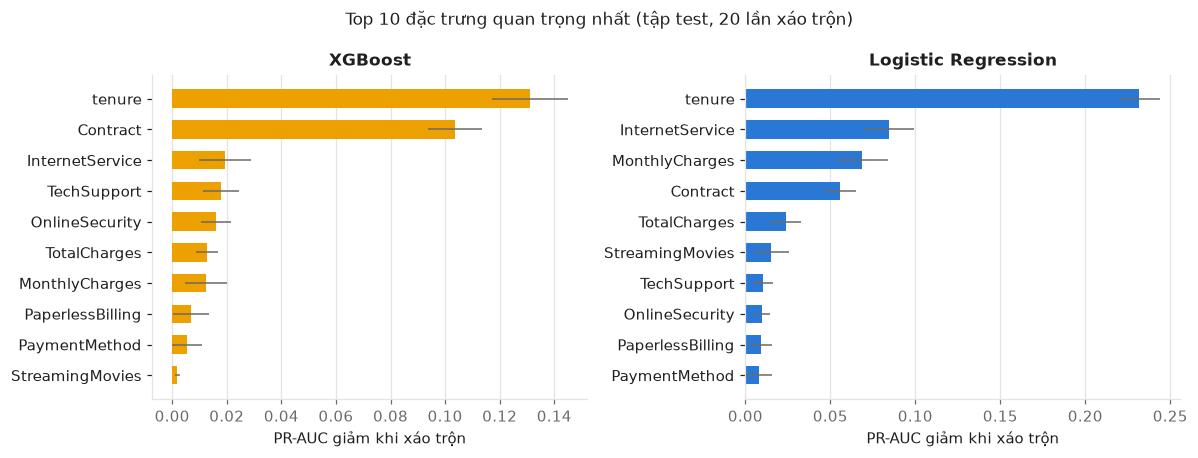 Top 10 đặc trưng quan trọng nhất (tập test, 20 lần xáo trộn)
XGBoost
tenure
Contract
InternetService
TechSupport
OnlineSecurity
TotalCharges
MonthlyCharges
PaperlessBilling
PaymentMethod
StreamingMovies
0.00 0.02 0.04 0.06 0.08 0.10 0.12 0.14
PR-AUC giảm khi xáo trộn
Logistic Regression
tenure
InternetService
MonthlyCharges
Contract
TotalCharges
StreamingMovies
TechSupport
OnlineSecurity
PaperlessBilling
PaymentMethod
0.00 0.05 0.10 0.15 0.20 0.25
PR-AUC giảm khi xáo trộn